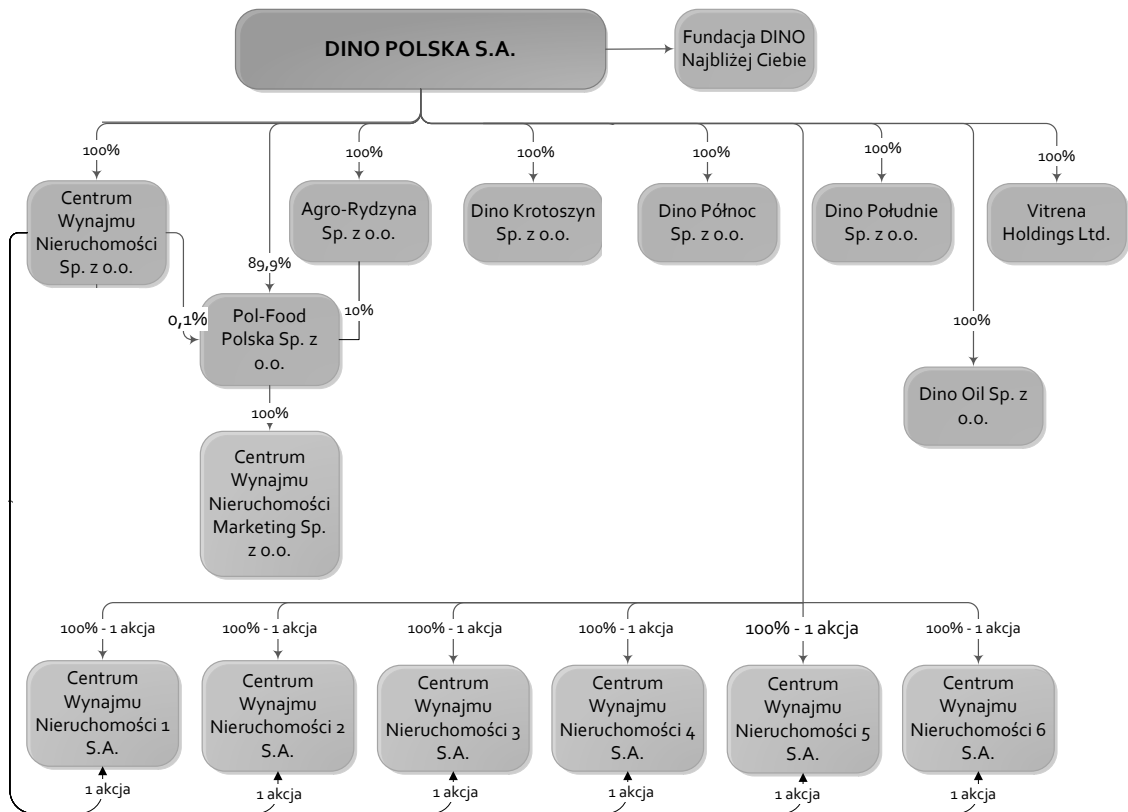 DINO POLSKA S.A.
Fundacja DINO
Najbliżej Ciebie
100%
100%
100%
100%
100%
100%
Centrum
Wynajmu
Nieruchomości
Sp. z o.o.
Agro-Rydzyna
Sp. z o.o.
Dino Krotoszyn
Sp. z o.o.
Dino Północ
Sp. z o.o.
Dino Południe
Sp. z o.o.
Vitrena
Holdings Ltd.
89,9%
0,1%
10%
100%
Pol-Food
Polska Sp. z
o.o.
Dino Oil Sp. z
o.o.
100%
Centrum
Wynajmu
Nieruchomości
Marketing Sp.
z o.o.
100% - 1 akcja
100% - 1 akcja
100% - 1 akcja
100% - 1 akcja
100% - 1 akcja
100% - 1 akcja
Centrum
Wynajmu
Nieruchomości 1
S.A.
Centrum
Wynajmu
Nieruchomości 2
S.A.
Centrum
Wynajmu
Nieruchomości 3
S.A.
Centrum
Wynajmu
Nieruchomości 4
S.A.
Centrum
Wynajmu
Nieruchomości 5
S.A.
Centrum
Wynajmu
Nieruchomości 6
S.A.
1 akcja
1 akcja
1 akcja
1 akcja
1 akcja
1 akcja